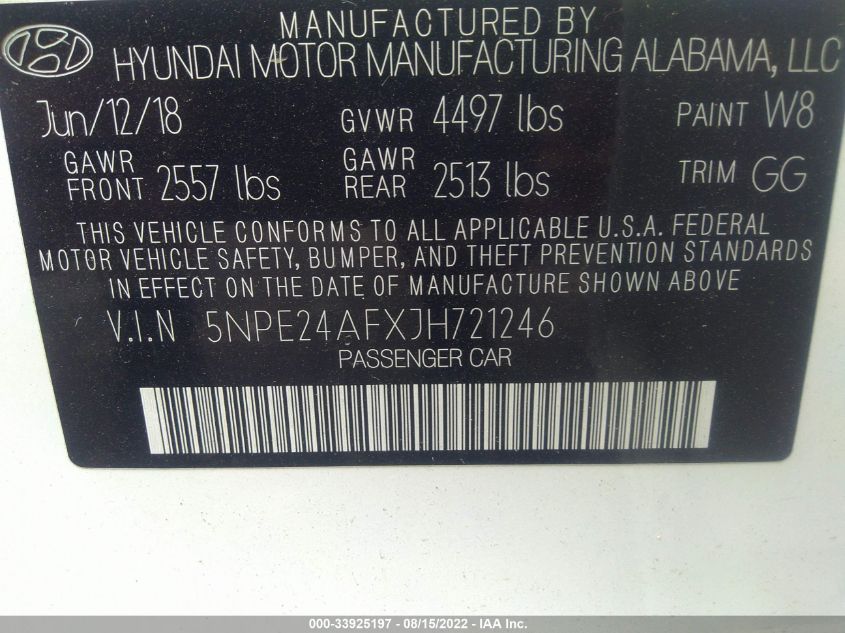 MANUFACTURED BY
HYUNDAI MOTOR MANUFACTURING ALABAMA, LLC
Jun/12/18 GVWR 4497 lbs PAINT W8
GAWR FRONT 2557 lbs GAWR REAR 2513 lbs TRIM GG
THIS VEHICLE CONFORMS TO ALL APPLICABLE U.S.A. FEDERAL
MOTOR VEHICLE SAFETY, BUMPER, AND THEFT PREVENTION STANDARDS
IN EFFECT ON THE DATE OF MANUFACTURE SHOWN ABOVE
V.I.N 5NPE24AFXJH721246
PASSENGER CAR
000-33925197 - 08/15/2022 - IAA Inc.